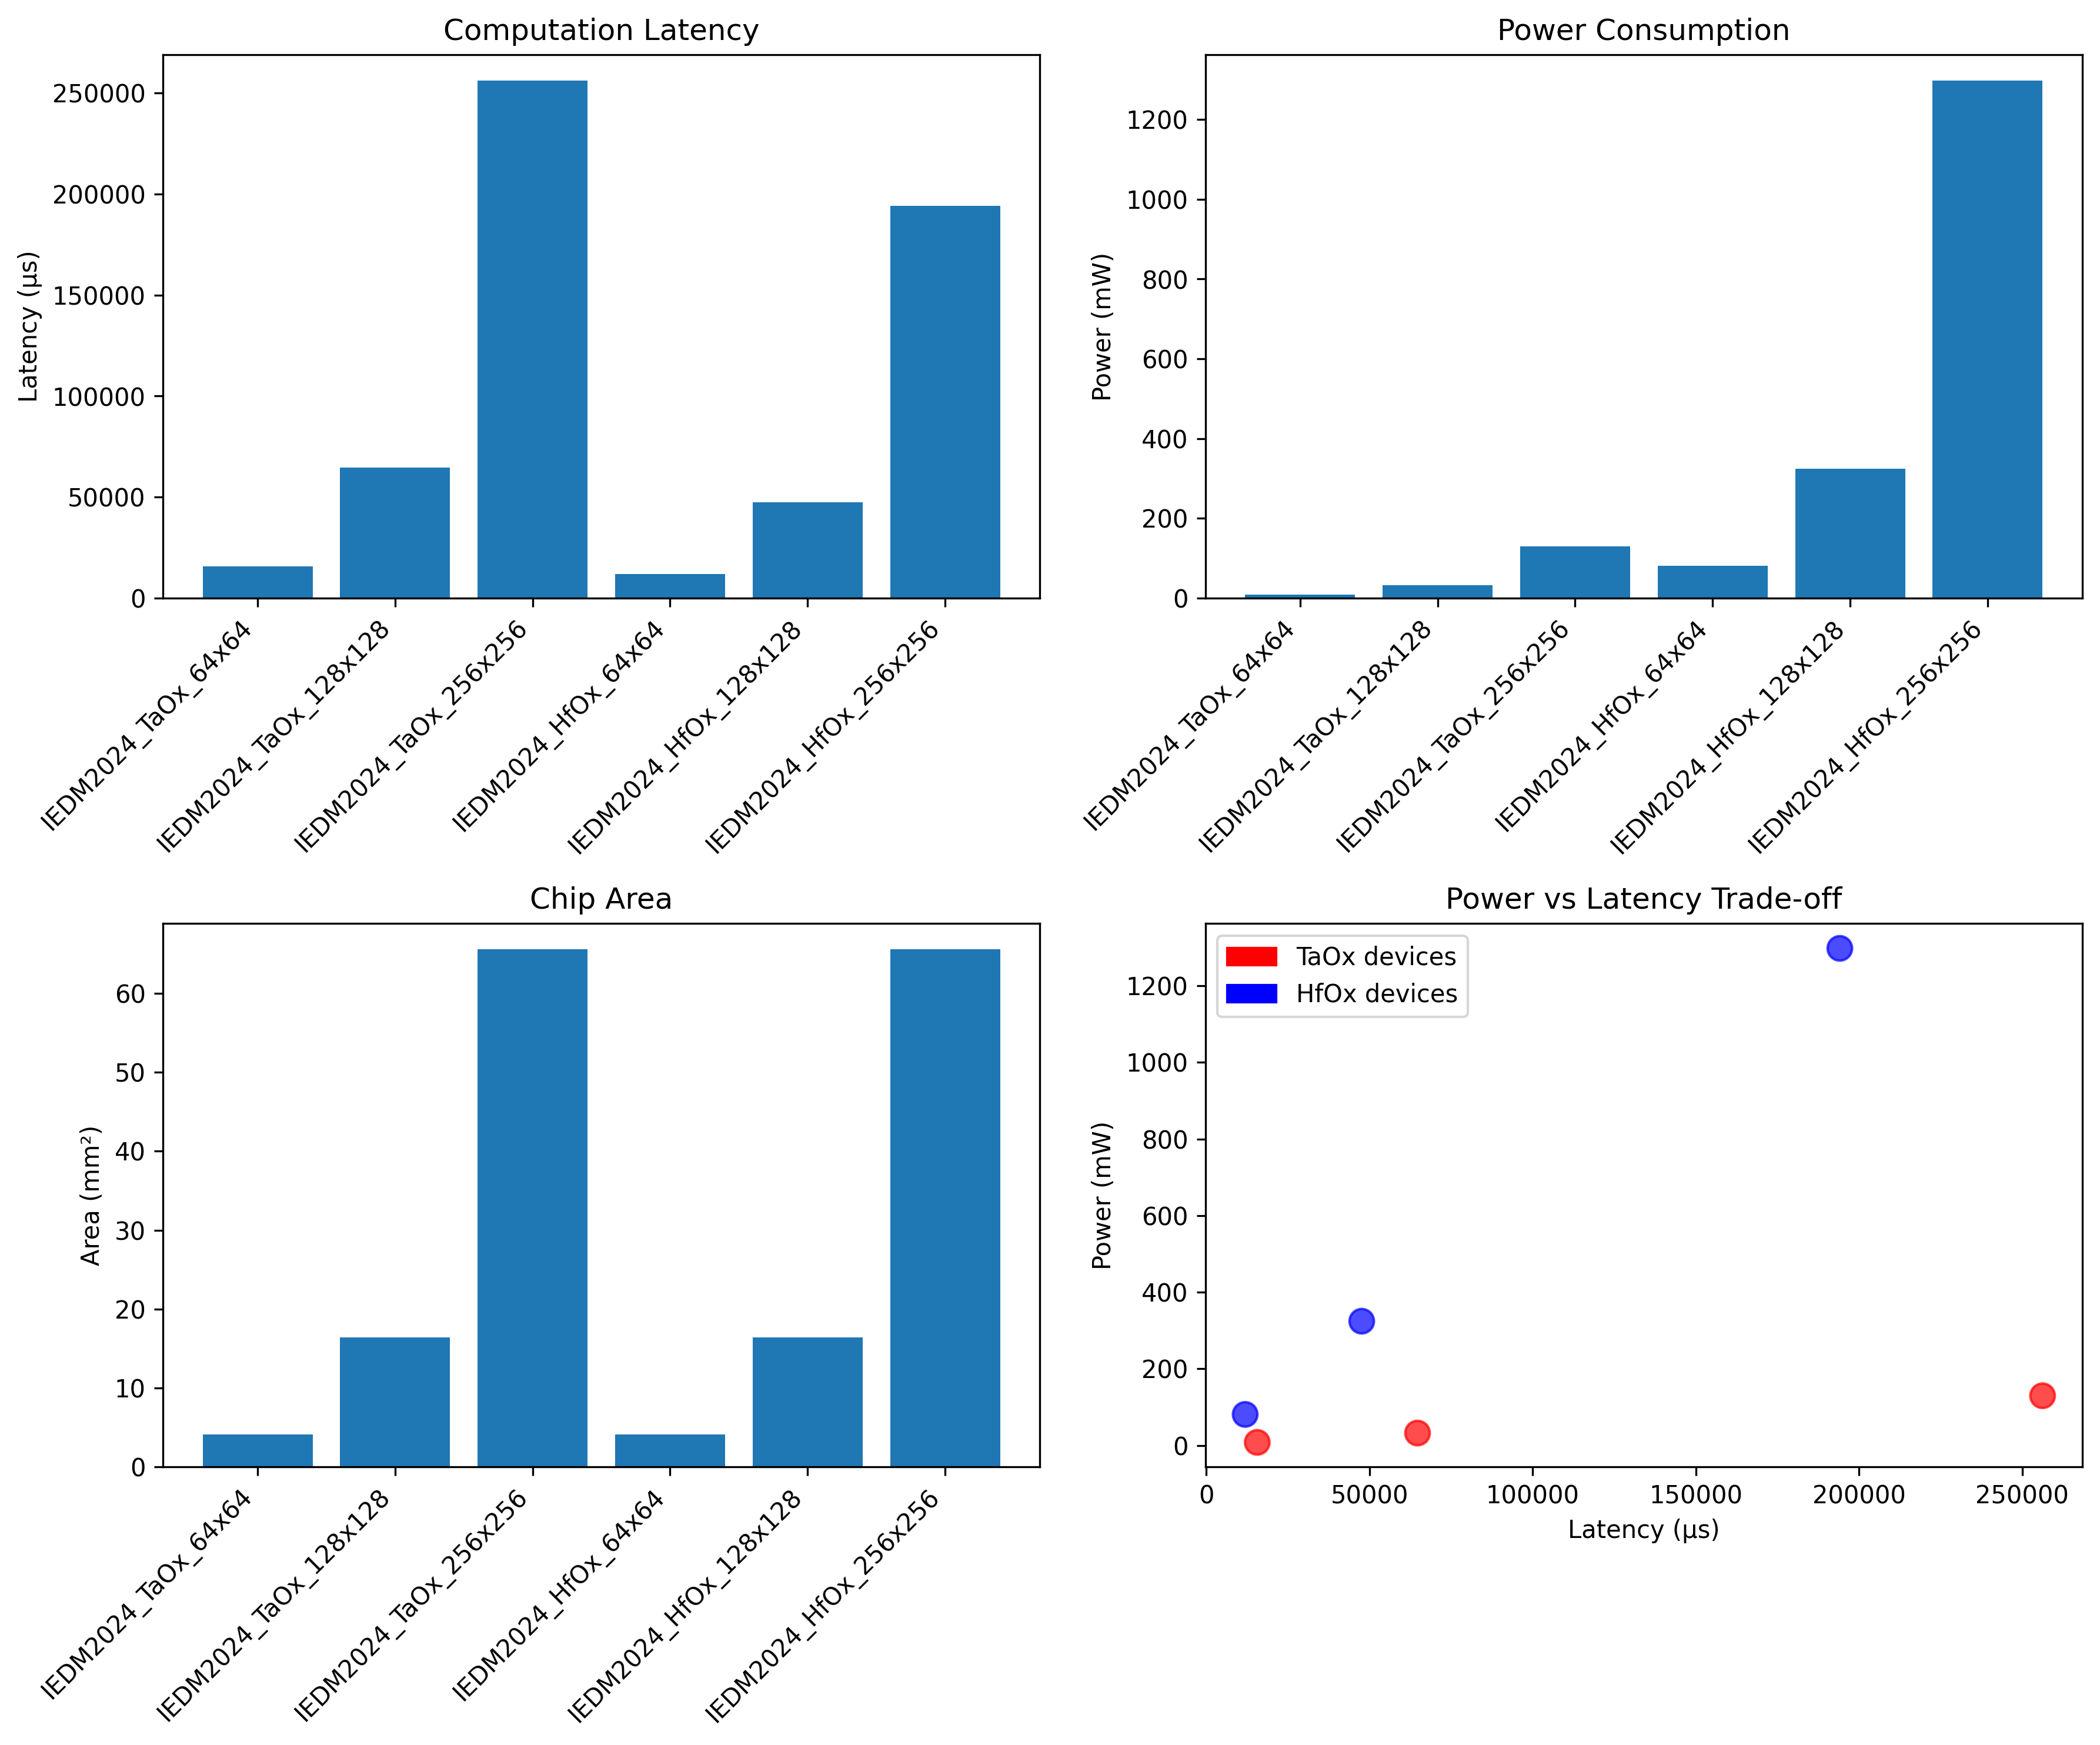 Computation Latency
Latency (µs)
250000
200000
150000
100000
50000
0
IEDM2024_TaOx_64x64
IEDM2024_TaOx_128x128
IEDM2024_TaOx_256x256
IEDM2024_HfOx_64x64
IEDM2024_HfOx_128x128
IEDM2024_HfOx_256x256
Power Consumption
Power (mW)
1200
1000
800
600
400
200
0
IEDM2024_TaOx_64x64
IEDM2024_TaOx_128x128
IEDM2024_TaOx_256x256
IEDM2024_HfOx_64x64
IEDM2024_HfOx_128x128
IEDM2024_HfOx_256x256
Chip Area
Area (mm²)
60
50
40
30
20
10
0
IEDM2024_TaOx_64x64
IEDM2024_TaOx_128x128
IEDM2024_TaOx_256x256
IEDM2024_HfOx_64x64
IEDM2024_HfOx_128x128
IEDM2024_HfOx_256x256
Power vs Latency Trade-off
TaOx devices
HfOx devices
Power (mW)
1200
1000
800
600
400
200
0
0 50000 100000 150000 200000 250000
Latency (µs)